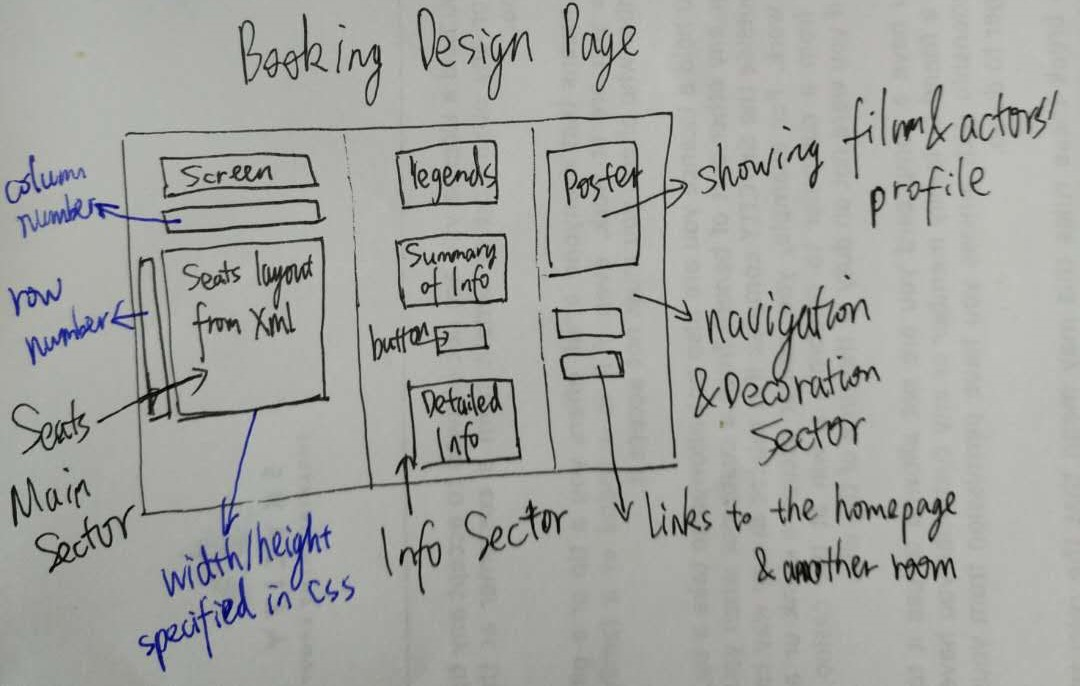 Booking Design Page
column
number
row
number
Seats
Main
Sector
Screen
Seats layout
from Xml
width/height
specified in css
legends
Summary
of Info
button
Detailed
Info
Info Sector
Poster
showing film & actors'
profile
navigation
& Decoration
Sector
Links to the homepage
& another room